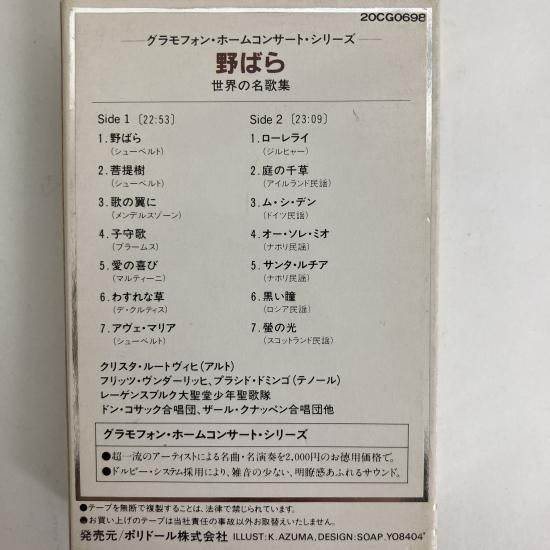 20CG0698
グラモフォン・ホームコンサート・シリーズ
野ばら
世界の名歌集
Side 1 〔22:53〕
1.野ばら
(シューベルト)
2.菩提樹
(シューベルト)
3.歌の翼に
(メンデルスゾーン)
4.子守歌
(ブラームス)
5.愛の喜び
(マルティーニ)
6.わすれな草
(デ・クルティス)
7.アヴェ・マリア
(シューベルト)
Side 2 〔23:09〕
1.ローレライ
(ジルヒャー)
2.庭の千草
(アイルランド民謡)
3.ム・シ・デン
(ドイツ民謡)
4.オー・ソレ・ミオ
(ナポリ民謡)
5.サンタ・ルチア
(ナポリ民謡)
6.黒い瞳
(ロシア民謡)
7.螢の光
(スコットランド民謡)
クリスタ・ルートヴィヒ(アルト)
フリッツ・ヴンダーリッヒ、プラシド・ドミンゴ(テノール)
レーゲンスブルク大聖堂少年聖歌隊
ドン・コサック合唱団、ザール・クナッペン合唱団他
グラモフォン・ホームコンサート・シリーズ
●超一流のアーティストによる名曲・名演奏を2,000円のお徳用価格で。
●ドルビー・システム採用により、雑音の少ない、明瞭感あふれるサウンド。
●テープを無断で複製することは、法律で禁じられています。
●お買い上げのテープは当社責任の事故以外お取替えいたしません。
発売元/ポリドール株式会社 ILLUST:K.AZUMA,DESIGN:SOAP.YO8404*